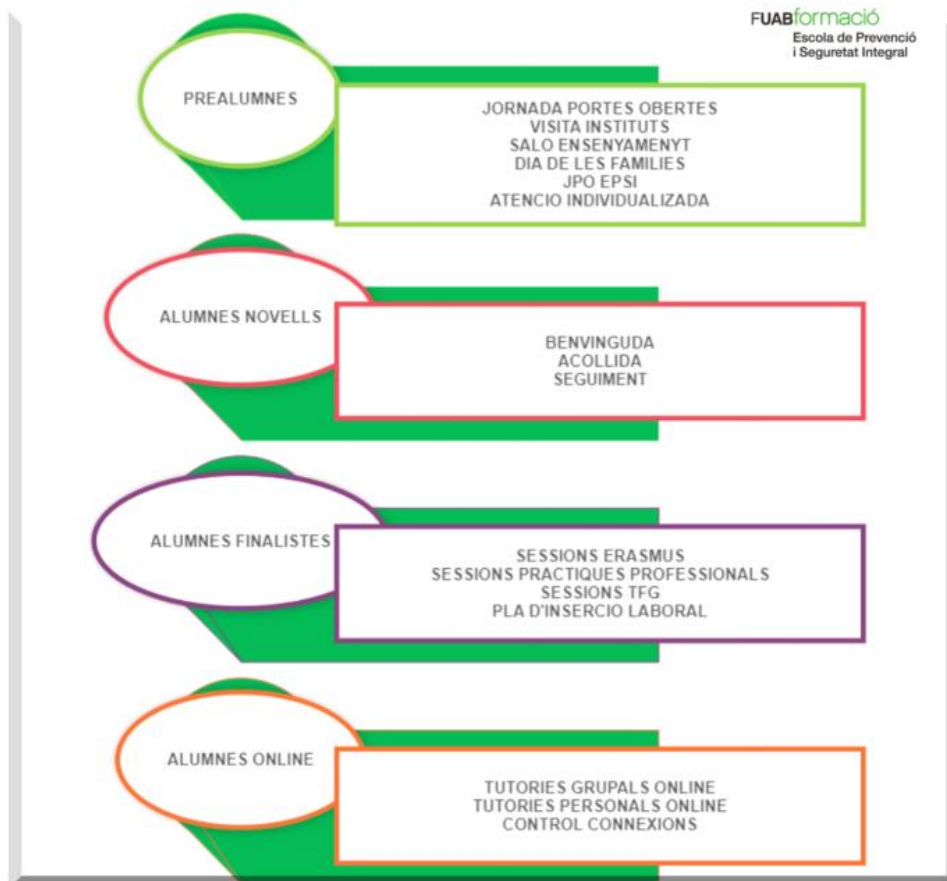 FUABformació
Escola de Prevenció
i Seguretat Integral
PREALUMNES
JORNADA PORTES OBERTES
VISITA INSTITUTS
SALO ENSENYAMENYT
DIA DE LES FAMILIES
JPO EPSI
ATENCIO INDIVIDUALIZADA
ALUMNES NOVELLS
BENVINGUDA
ACOLLIDA
SEGUIMENT
ALUMNES FINALISTES
SESSIONS ERASMUS
SESSIONS PRACTIQUES PROFESSIONALS
SESSIONS TFG
PLA D'INSERCIO LABORAL
ALUMNES ONLINE
TUTORIES GRUPALS ONLINE
TUTORIES PERSONALS ONLINE
CONTROL CONNEXIONS